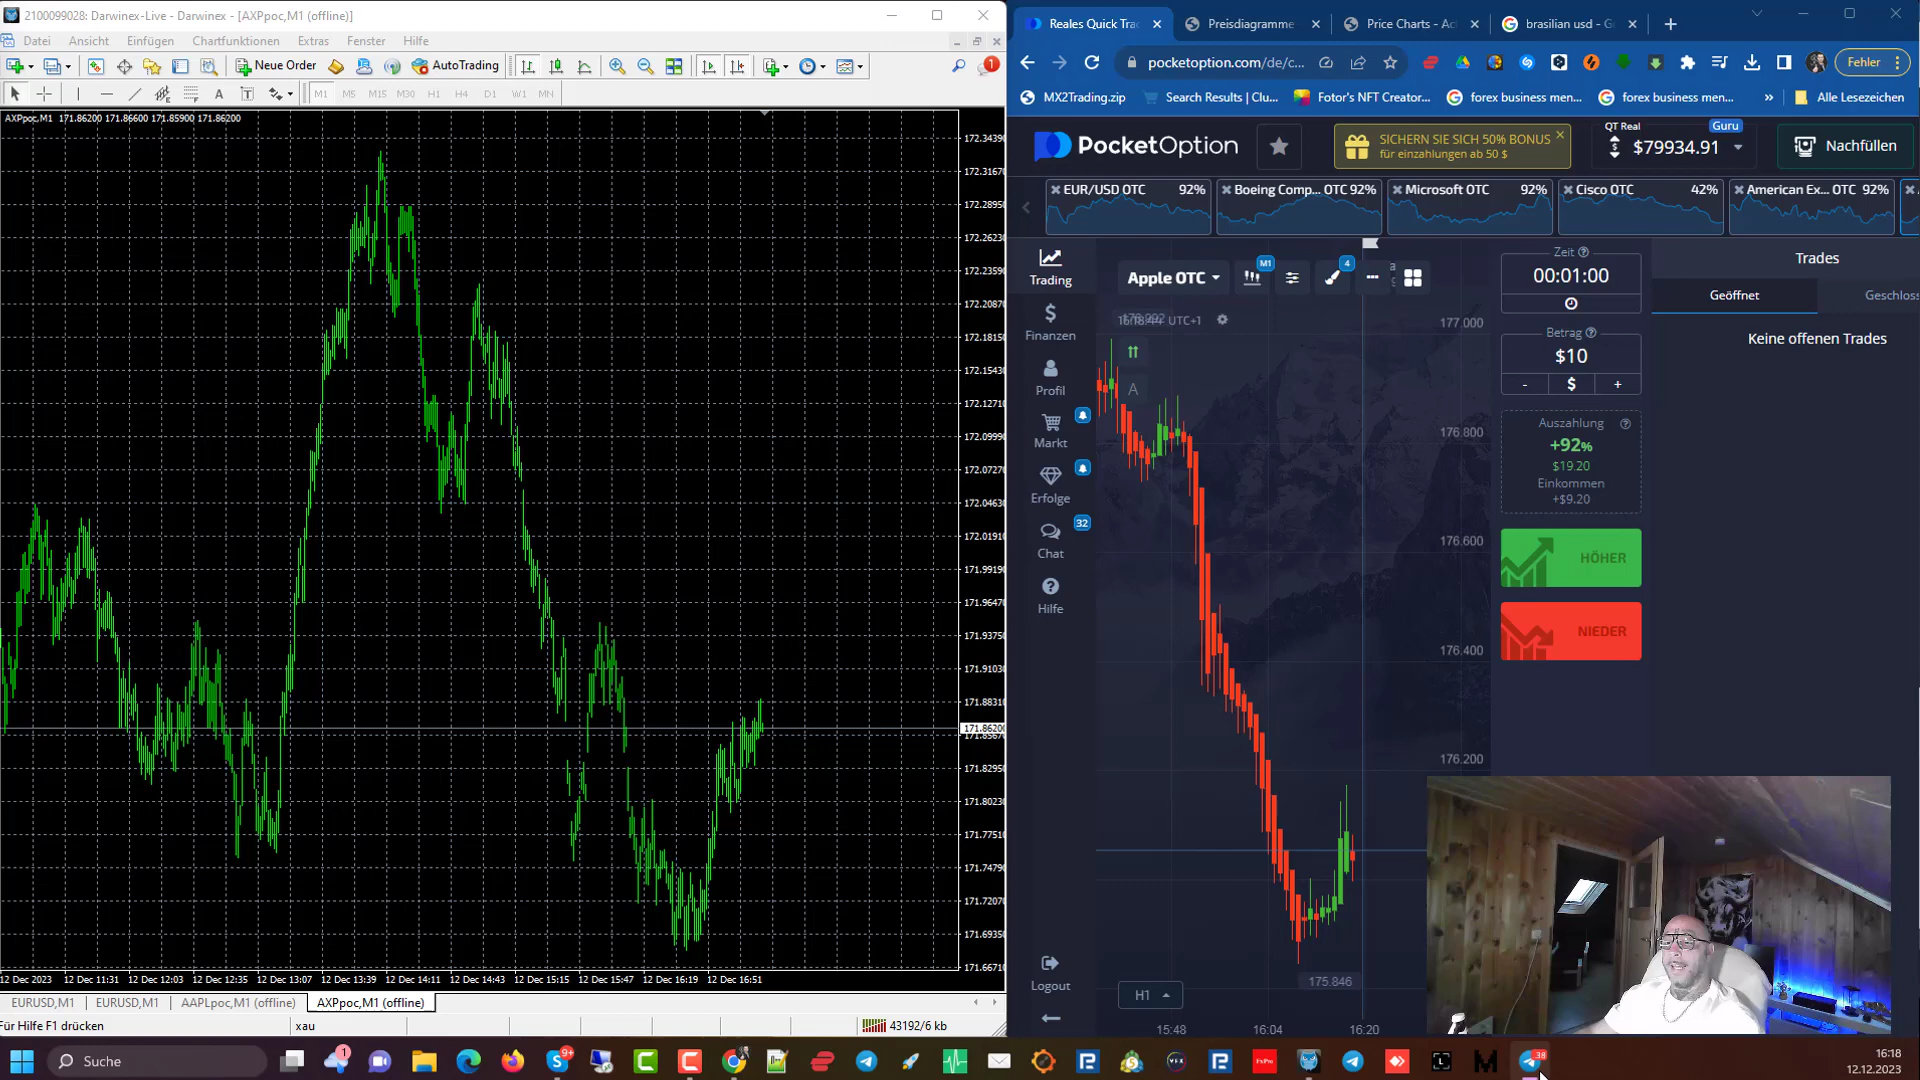 2100099028: Darwinex-Live - Darwinex - [AXPpoc,M1 (offline)]
Datei Ansicht Einfügen Chartfunktionen Extras Fenster Hilfe
New Order AutoTrading 1
M1 M5 M15 M30 H1 H4 D1 W1 MN
AXPpoc,M1 171.86200 171.86600 171.85900 171.86200
172.34390
172.31670
172.28950
172.26230
172.23590
172.20870
172.18150
172.15430
172.12710
172.09990
172.07270
172.04630
172.01910
171.99190
171.96470
171.93750
171.91030
171.88310
171.86200
171.82950
171.80230
171.77510
171.74790
171.72070
171.69350
171.66710
12 Dec 2023 12 Dec 11:31 12 Dec 12:03 12 Dec 12:35 12 Dec 13:07 12 Dec 13:39 12 Dec 14:11 12 Dec 14:43 12 Dec 15:15 12 Dec 15:47 12 Dec 16:19 12 Dec 16:51
EURUSD,M1 EURUSD,M1 AAPLpoc,M1 (offline) AXPpoc,M1 (offline)
Für Hilfe F1 drücken xau 43192/6 kb
Reales Quick Tra Preisdiagramme Price Charts - Ac brasilian usd - G
pocketoption.com/de/c... Fehler
MX2Trading.zip Search Results | Clu... Fotor's NFT Creator... forex business men... forex business men... » Alle Lesezeichen
PocketOption
SICHERN SIE SICH 50% BONUS
für einzahlungen ab 50 $
QT Real Guru
$79934.91
Nachfüllen
EUR/USD OTC 92% Boeing Comp... OTC 92% Microsoft OTC 92% Cisco OTC 42% American Ex... OTC 92%
Trading
Finanzen
Profil
Markt
Erfolge
32
Chat
Hilfe
Logout
Apple OTC M1 4
UTC+1
A
177.000
176.800
176.600
176.400
176.200
175.846
H1
15:48 16:04 16:20
Zeit
00:01:00
Betrag
$10
- $ +
Auszahlung
+92%
$19.20
Einkommen
+$9.20
HÖHER
NIEDER
Trades
Geöffnet Geschloss
Keine offenen Trades
Suche 1 9+ FxPro 38
16:18
12.12.2023